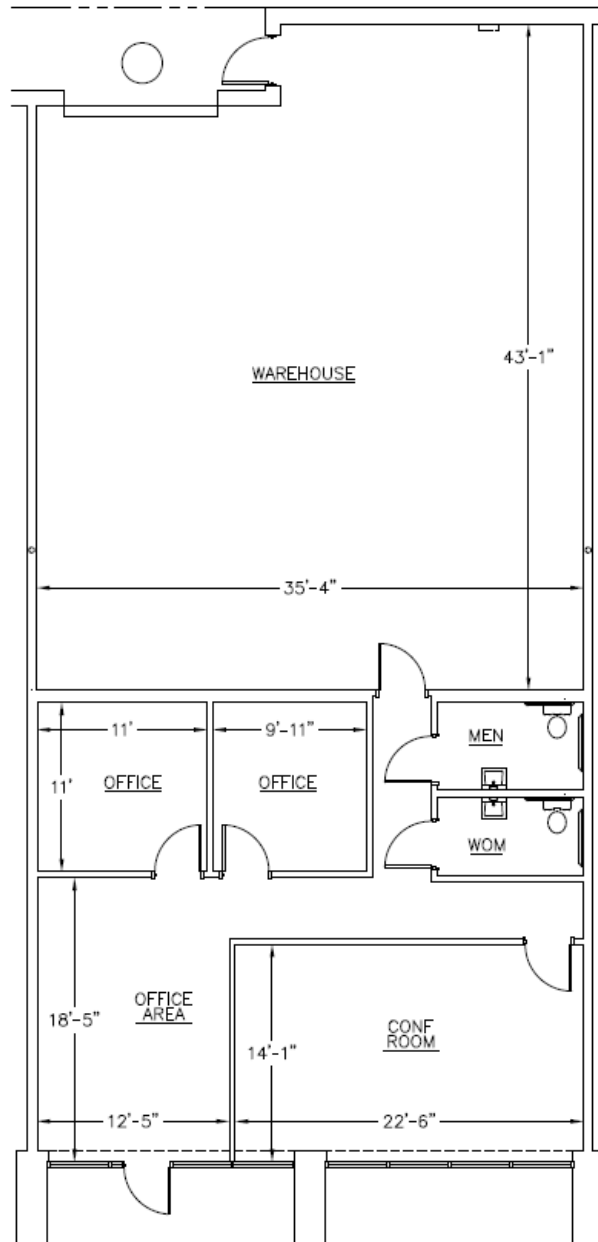 43'-1"
WAREHOUSE
35'-4"
11'
9'-11"
MEN
11'
OFFICE
OFFICE
WOM
OFFICE
AREA
18'-5"
CONF
ROOM
14'-1"
12'-5"
22'-6"